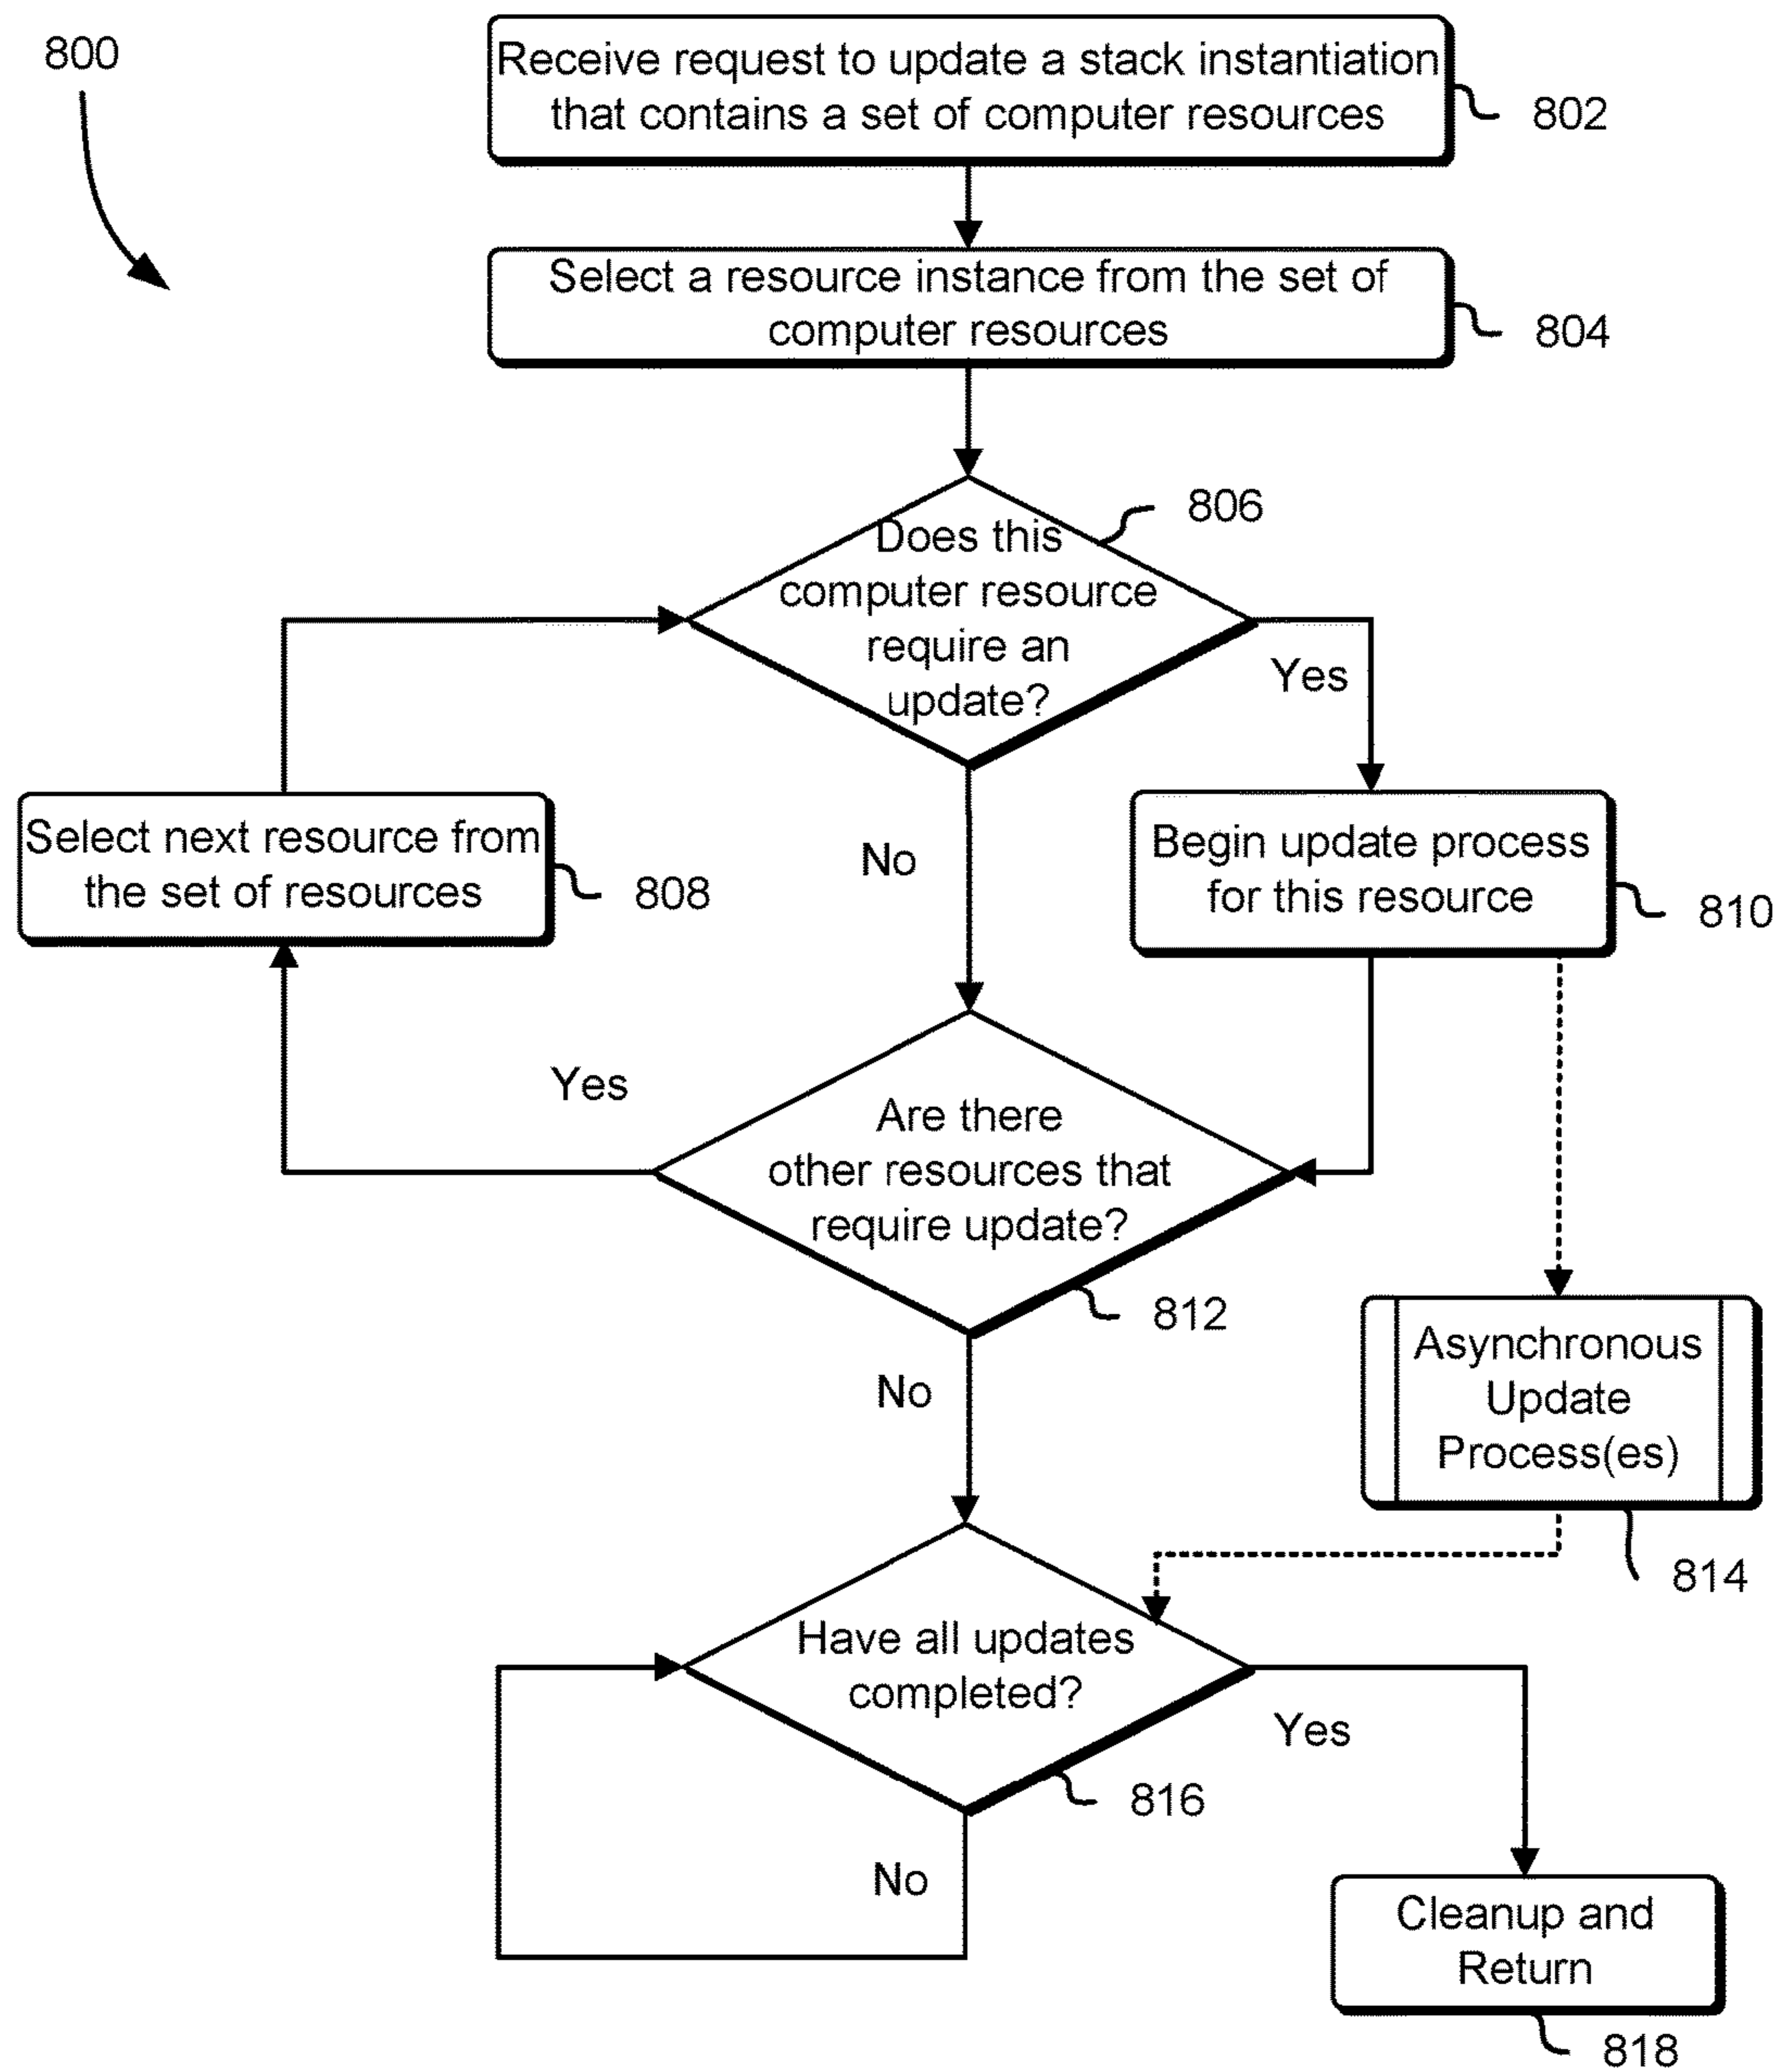 800
Receive request to update a stack instantiation
that contains a set of computer resources
802
Select a resource instance from the set of
computer resources
804
806
Does this
computer resource
require an
update?
Yes
Select next resource from
the set of resources
808
No
Begin update process
for this resource
810
Yes
Are there
other resources that
require update?
812
No
Asynchronous
Update
Process(es)
814
Have all updates
completed?
Yes
816
No
Cleanup and
Return
818